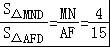 S△MND / S△AFD = MN / AF = 4 / 15